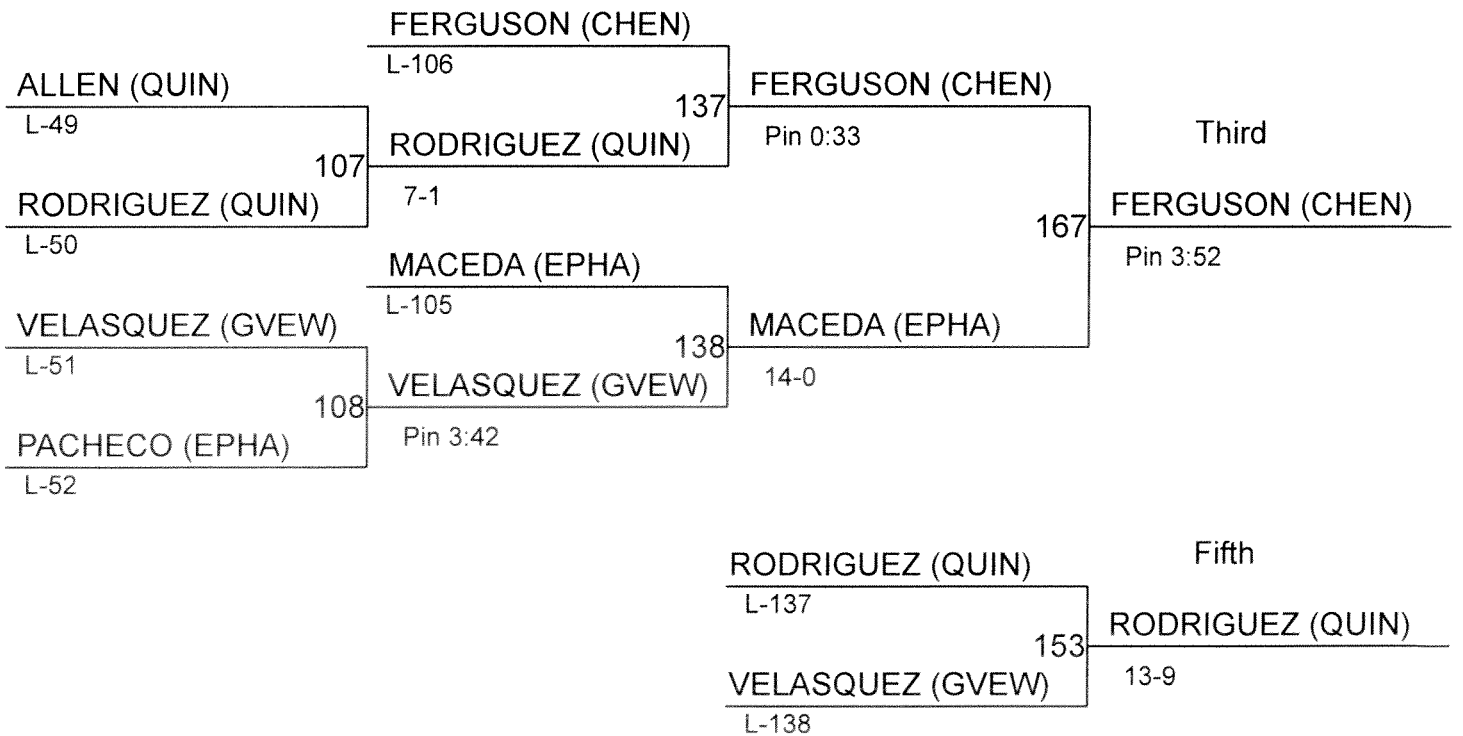 FERGUSON (CHEN)
L-106
ALLEN (QUIN)
L-49
137
FERGUSON (CHEN)
Pin 0:33
Third
107
RODRIGUEZ (QUIN)
7-1
RODRIGUEZ (QUIN)
L-50
167
FERGUSON (CHEN)
Pin 3:52
MACEDA (EPHA)
L-105
VELASQUEZ (GVEW)
L-51
138
MACEDA (EPHA)
14-0
108
VELASQUEZ (GVEW)
Pin 3:42
PACHECO (EPHA)
L-52
Fifth
RODRIGUEZ (QUIN)
L-137
153
RODRIGUEZ (QUIN)
13-9
VELASQUEZ (GVEW)
L-138